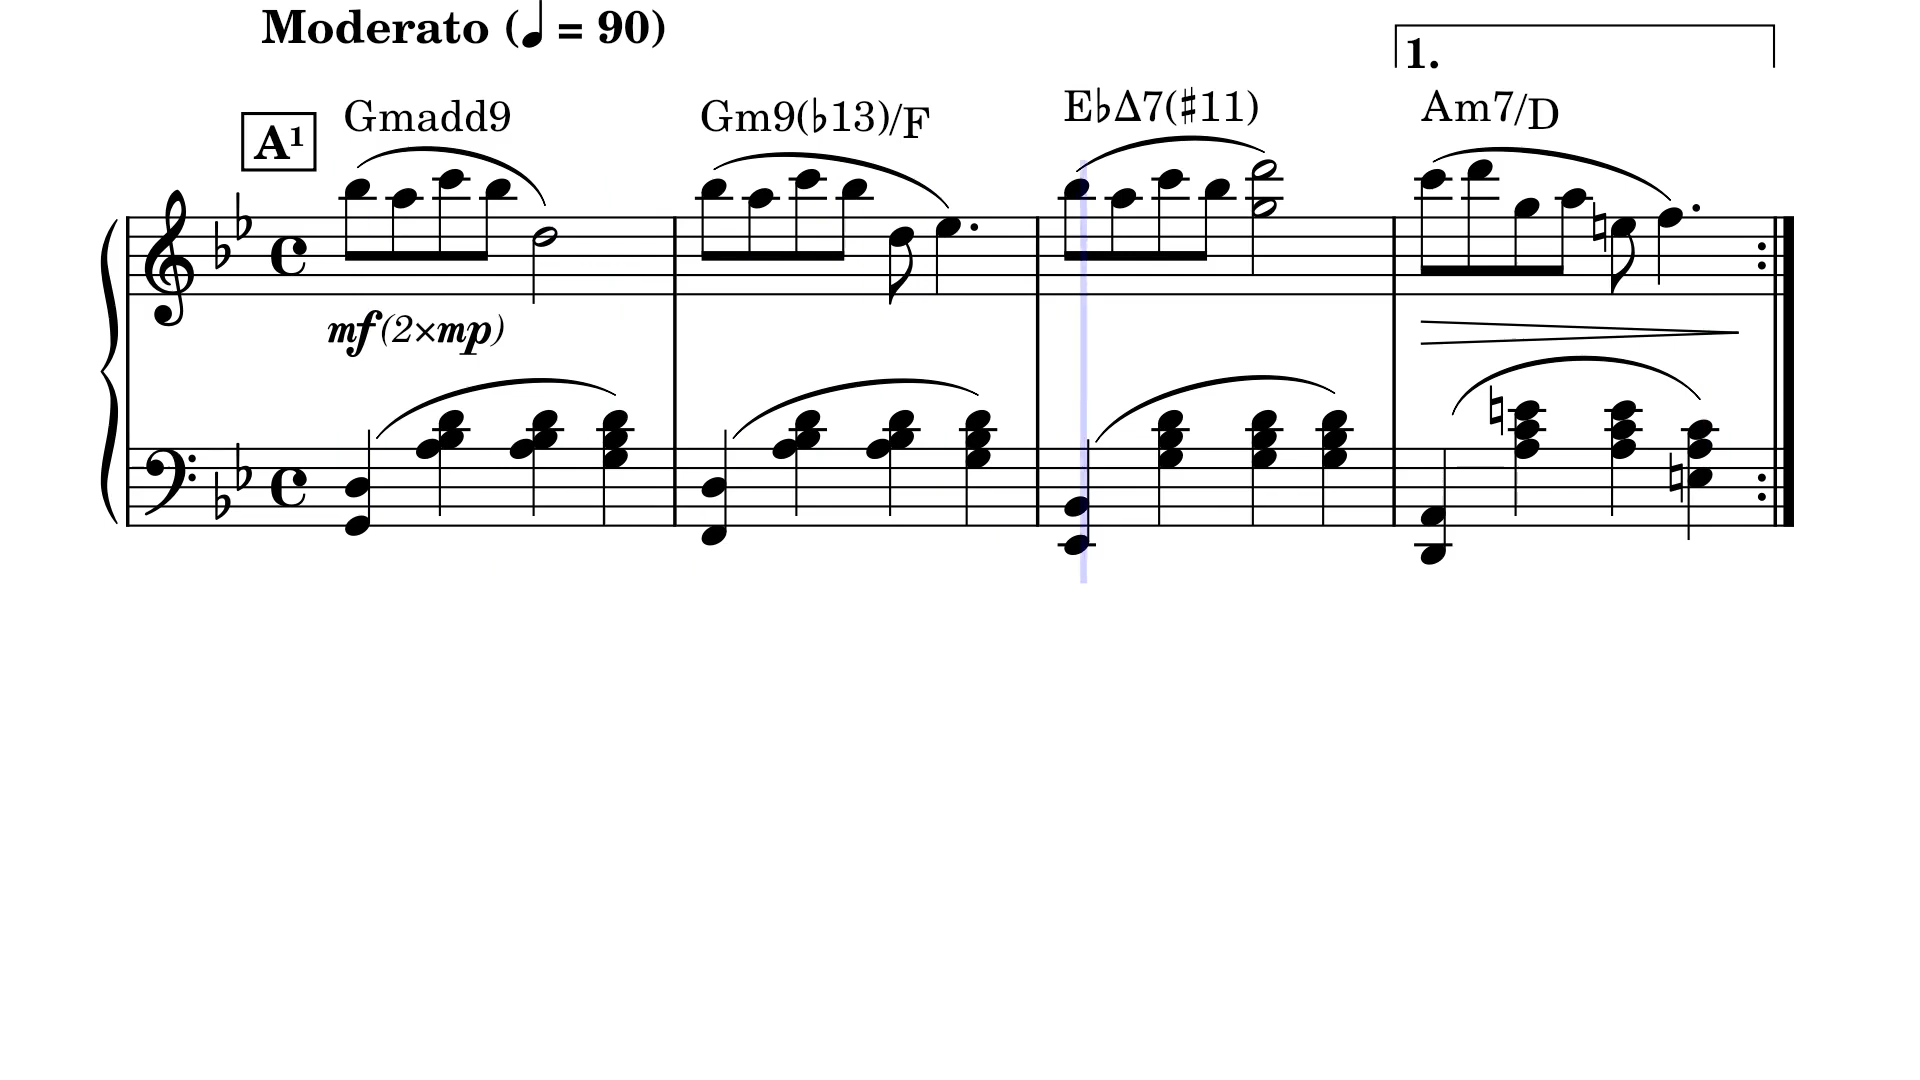 Moderato (♩ = 90)
1.
A¹ Gmadd9 Gm9(♭13)/F E♭Δ7(♯11) Am7/D
mf (2×mp)